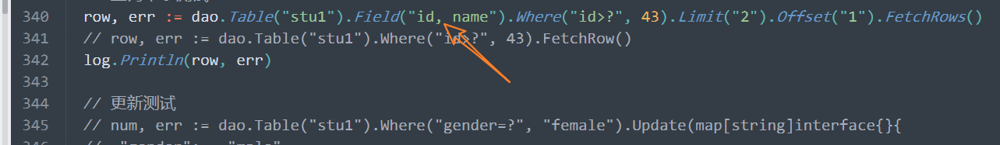 340 row, err := dao.Table("stu1").Field("id, name").Where("id>?", 43).Limit("2").Offset("1").FetchRows()
341 // row, err := dao.Table("stu1").Where("id>?", 43).FetchRow()
342 log.Println(row, err)
343
344 // 更新测试
345 // num, err := dao.Table("stu1").Where("gender=?", "female").Update(map[string]interface{}{